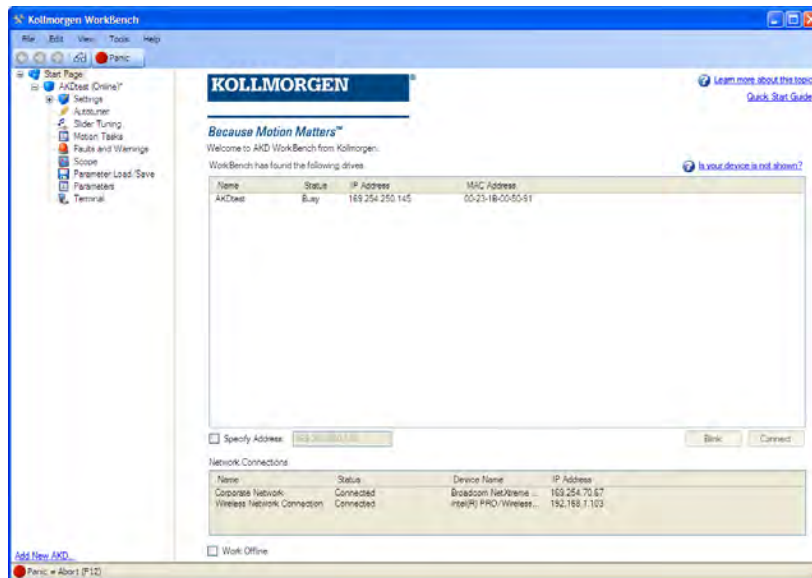 Kollmorgen WorkBench
File Edit View Tools Help
Panic
Start Page
AKDtest (Online)*
Settings
Autotuner
Slider Tuning
Motion Tasks
Faults and Warnings
Scope
Parameter Load/Save
Parameters
Terminal
Add New AKD...
KOLLMORGEN®
Because Motion Matters™
Learn more about this topic
Quick Start Guide
Welcome to AKD WorkBench from Kollmorgen.
WorkBench has found the following drives.
Is your device is not shown?
Name Status IP Address MAC Address
AKDtest Busy 169.254.250.145 00-23-1B-00-50-91
Specify Address:
Blink Connect
Network Connections
Name Status Device Name IP Address
Corporate Network Connected Broadcom NetXtreme ... 169.254.70.67
Wireless Network Connection Connected Intel(R) PRO/Wireless... 192.168.1.103
Work Offline
Panic = Abort (F12)